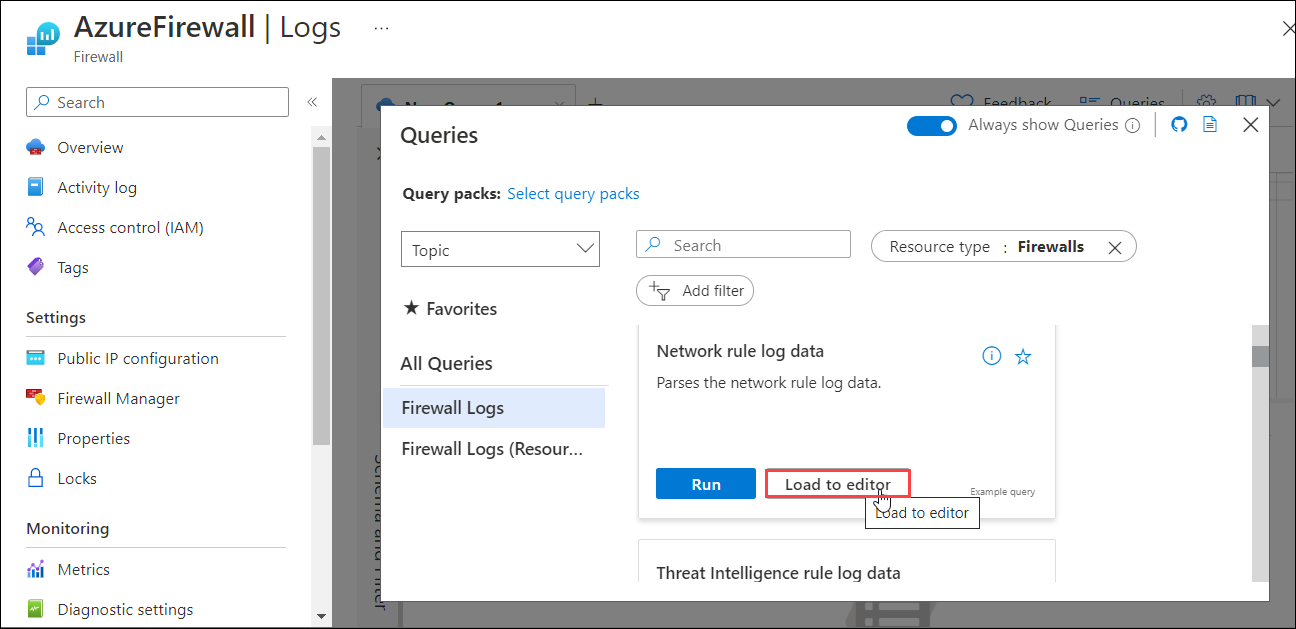 AzureFirewall | Logs
...
Firewall
Search
«
Overview
Activity log
Access control (IAM)
Tags
Settings
Public IP configuration
Firewall Manager
Properties
Locks
Monitoring
Metrics
Diagnostic settings
Feedback
Queries
Queries
Always show Queries
Query packs: Select query packs
Topic
Search
Resource type : Firewalls
Add filter
★ Favorites
All Queries
Firewall Logs
Firewall Logs (Resour...
Network rule log data
Parses the network rule log data.
Run
Load to editor
Example query
Load to editor
Threat Intelligence rule log data
Schema and Filter